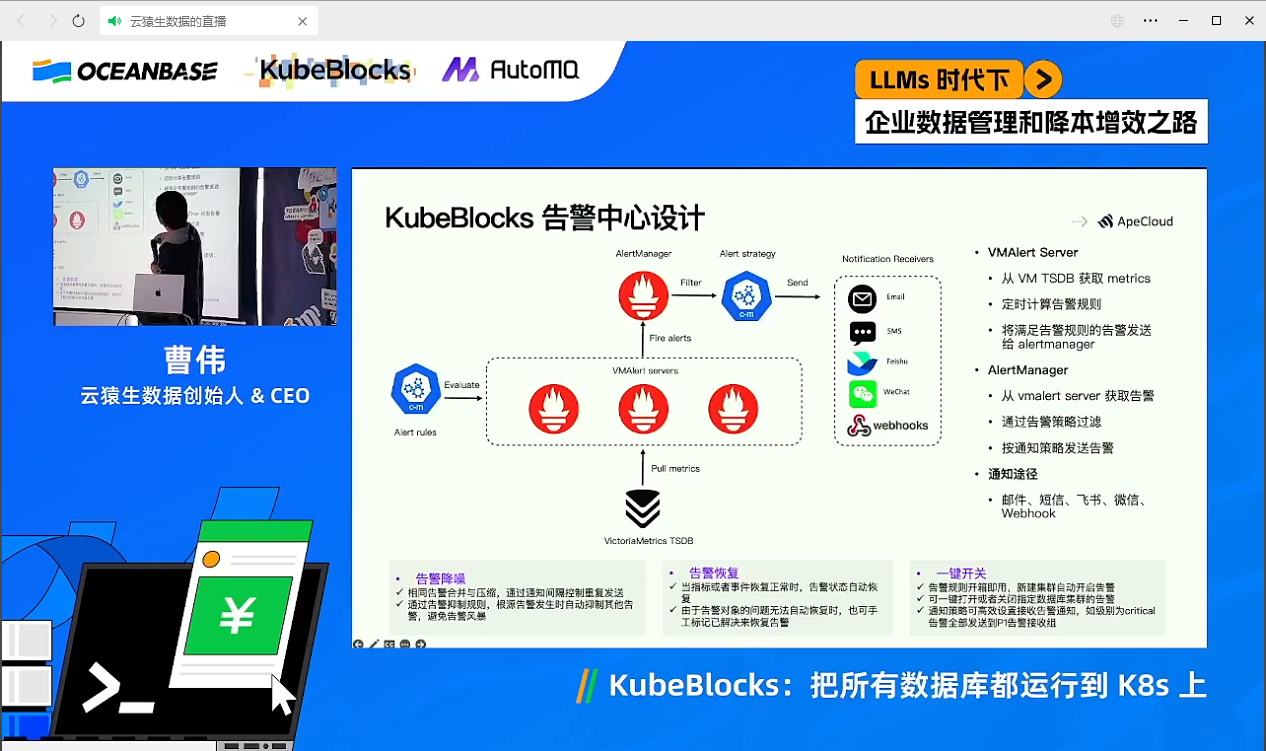 云猿生数据的直播
OCEANBASE
KubeBlocks
AutoMQ
LLMs 时代下
企业数据管理和降本增效之路
曹伟
云猿生数据创始人 & CEO
KubeBlocks 告警中心设计
ApeCloud
AlertManager
Alert strategy
Notification Receivers
Filter
Send
c-m
Email
SMS
Feishu
WeChat
webhooks
Fire alerts
VMAlert servers
Evaluate
c-m
Alert rules
Pull metrics
VictoriaMetrics TSDB
• VMAlert Server
• 从 VM TSDB 获取 metrics
• 定时计算告警规则
• 将满足告警规则的告警发送
给 alertmanager
• AlertManager
• 从 vmalert server 获取告警
• 通过告警策略过滤
• 按通知策略发送告警
• 通知途径
• 邮件、短信、飞书、微信、
Webhook
• 告警降噪
✓ 相同告警合并与压缩，通过通知间隔控制重复发送
✓ 通过告警抑制规则，根源告警发生时自动抑制其他告
警，避免告警风暴
• 告警恢复
✓ 当指标或者事件恢复正常时，告警状态自动恢
复
✓ 由于告警对象的问题无法自动恢复时，也可手
工标记已解决来恢复告警
• 一键开关
✓ 告警规则开箱即用，新建集群自动开启告警
✓ 可一键打开或者关闭指定数据库集群的告警
✓ 通知策略可高效设置接收告警通知，如级别为critical
告警全部发送到P1告警接收组
¥
>_
// KubeBlocks：把所有数据库都运行到 K8s 上